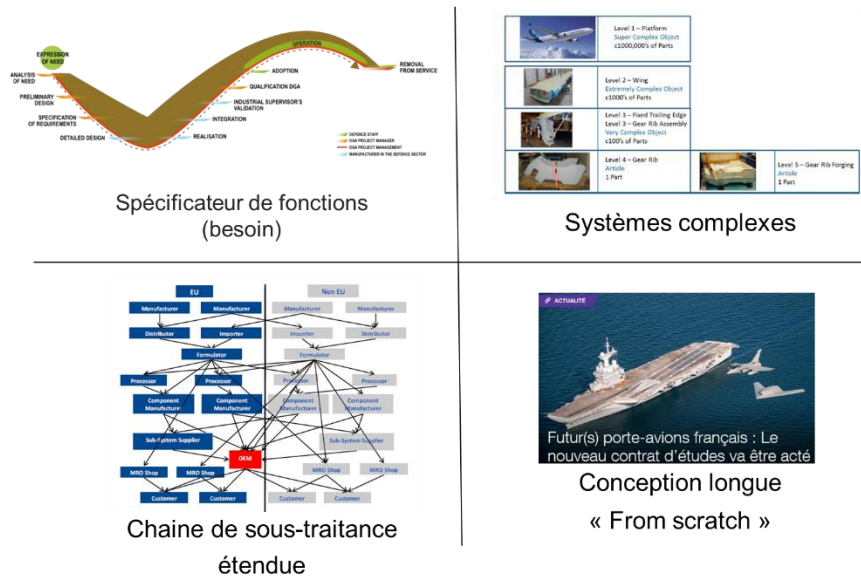 EXPRESSION
OF NEED
ANALYSIS
OF NEED
PRELIMINARY
DESIGN
SPECIFICATION
OF REQUIREMENTS
DETAILED DESIGN
REALISATION
INTEGRATION
INDUSTRIAL SUPERVISOR'S
VALIDATION
QUALIFICATION DGA
ADOPTION
OPERATION
REMOVAL
FROM SERVICE
DEFENCE STAFF
DGA PROJECT MANAGER
DGA PROJECT MANAGEMENT
MANUFACTURER IN THE DEFENCE SECTOR
Spécificateur de fonctions
(besoin)
Level 1 – Platform
Super Complex Object
c1000,000's of Parts
Level 2 – Wing
Extremely Complex Object
c1000's of Parts
Level 3 – Fixed Trailing Edge
Level 3 – Gear Rib Assembly
Very Complex Object
c100's of Parts
Level 4 – Gear Rib
Article
1 Part
Level 5 – Gear Rib Forging
Article
1 Part
Systèmes complexes
EU
Non EU
Manufacturer
Manufacturer
Manufacturer
Manufacturer
Distributor
Importer
Importer
Distributor
Formulator
Formulator
Processor
Processor
Processor
Processor
Component
Manufacturer
Component
Manufacturer
Component
Manufacturer
Component
Manufacturer
Sub-System Supplier
Sub-System Supplier
OEM
MRO Shop
MRO Shop
MRO Shop
MRO Shop
Customer
Customer
Customer
Customer
Chaine de sous-traitance
étendue
ACTUALITÉ
Futur(s) porte-avions français : Le
nouveau contrat d'études va être acté
Conception longue
« From scratch »